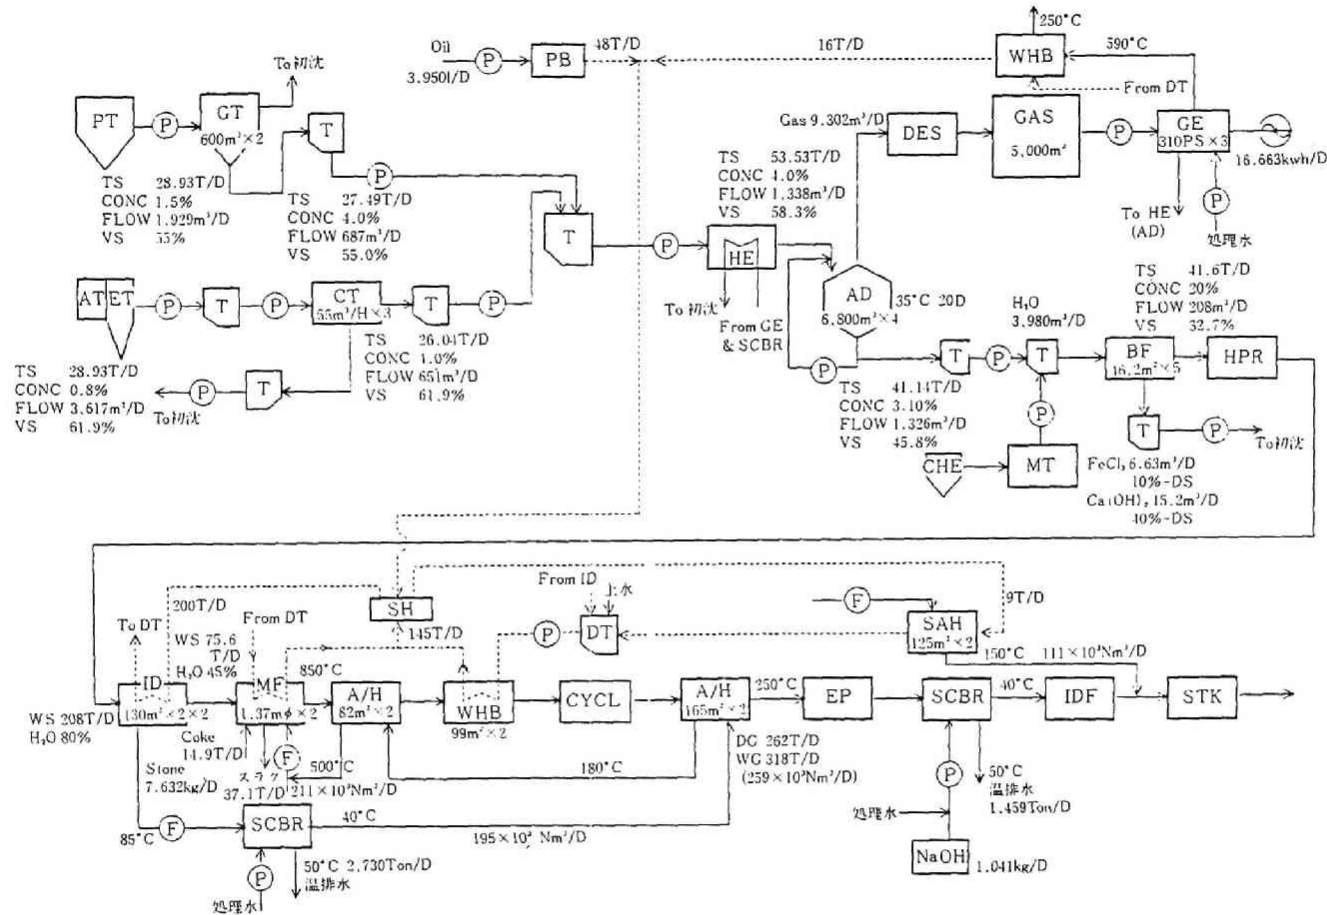 Oil
3.950l/D
P
PB
48T/D
16T/D
250°C
WHB
590°C
From DT
To初沈
PT
P
GT
600m³×2
T
P
TS 28.93T/D
CONC 1.5%
FLOW 1.929m³/D
VS 55%
TS 27.49T/D
CONC 4.0%
FLOW 687m³/D
VS 55.0%
T
P
TS 53.53T/D
CONC 4.0%
FLOW 1,338m³/D
VS 58.3%
HE
To初沈
From GE
& SCBR
Gas 9.302m³/D
DES
GAS
5,000m²
P
GE
310PS×3
16.663kwh/D
To HE
(AD)
P
処理水
AT
ET
P
T
P
CT
55m³/H×3
T
P
TS 26.04T/D
CONC 4.0%
FLOW 651m³/D
VS 61.9%
TS 28.93T/D
CONC 0.8%
FLOW 3,617m³/D
VS 61.9%
P
T
To初沈
AD
6.800m³×4
35°C 20D
P
T
P
H₂O
3.980m³/D
T
TS 41.14T/D
CONC 3.10%
FLOW 1.326m³/D
VS 45.8%
P
CHE
MT
TS 41.6T/D
CONC 20%
FLOW 208m³/D
VS 32.7%
BF
16.2m²×5
HPR
T
P
To初沈
FeCl, 6.63m³/D
10%-DS
Ca(OH), 15.2m³/D
40%-DS
200T/D
SH
145T/D
From ID
上水
P
DT
F
SAH
125m²×2
9T/D
150°C
111×10³Nm³/D
To DT
WS 75.6
T/D
H₂O 45%
From DT
ID
130m²×2×2
MF
1.37mφ×2
850°C
A/H
82m²×2
WHB
99m²×2
CYCL
A/H
165m²×2
250°C
EP
SCBR
40°C
IDF
STK
WS 208T/D
H₂O 80%
Coke
14.9T/D
Stone
7.632kg/D
スラグ
37.1T/D
F
500°C
211×10³Nm³/D
180°C
DG 262T/D
WG 318T/D
(259×10³Nm³/D)
85°C
F
SCBR
40°C
195×10³ Nm³/D
P
処理水
50°C 2.730Ton/D
温排水
P
処理水
50°C
温排水
1.459Ton/D
NaOH
1.041kg/D